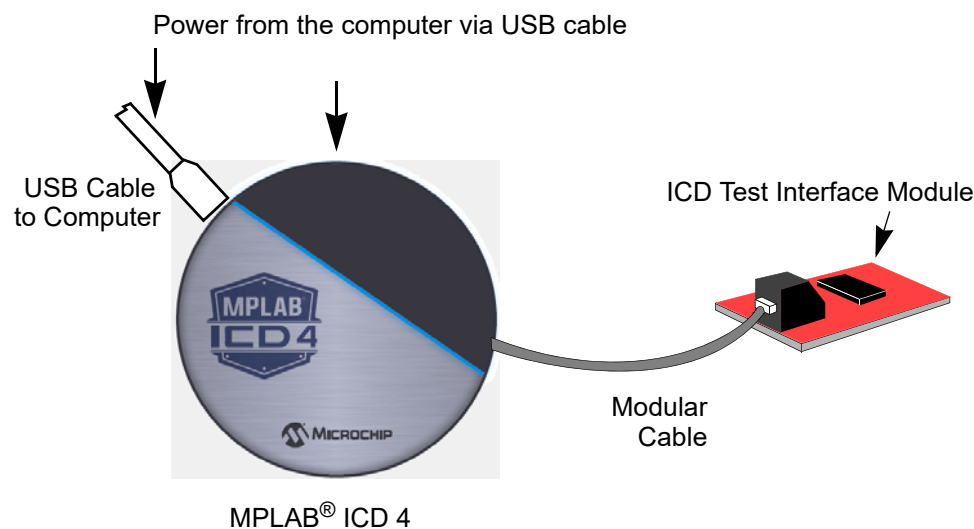 Power from the computer via USB cable
USB Cable
to Computer
ICD Test Interface Module
MPLAB
ICD 4
MICROCHIP
Modular
Cable
MPLAB® ICD 4